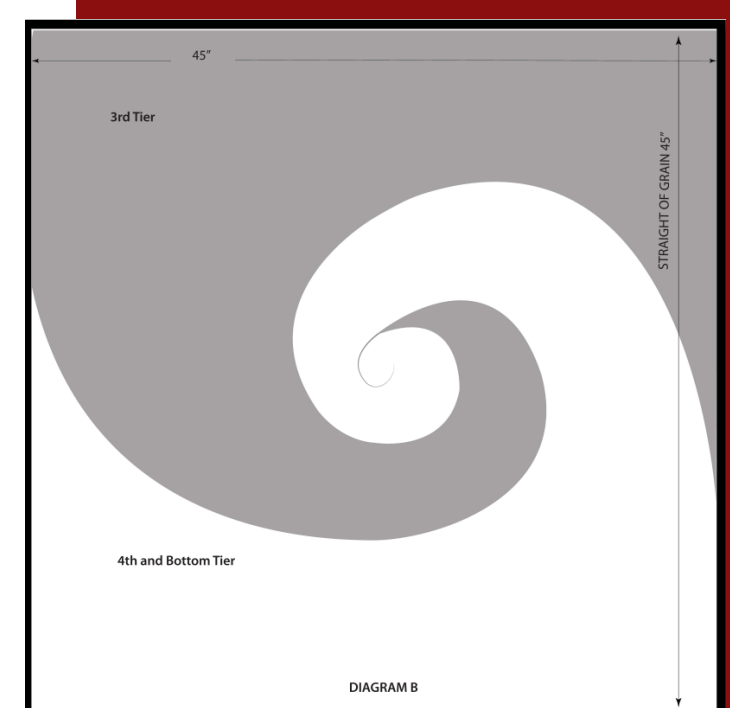 45”
3rd Tier
STRAIGHT OF GRAIN 45”
4th and Bottom Tier
DIAGRAM B